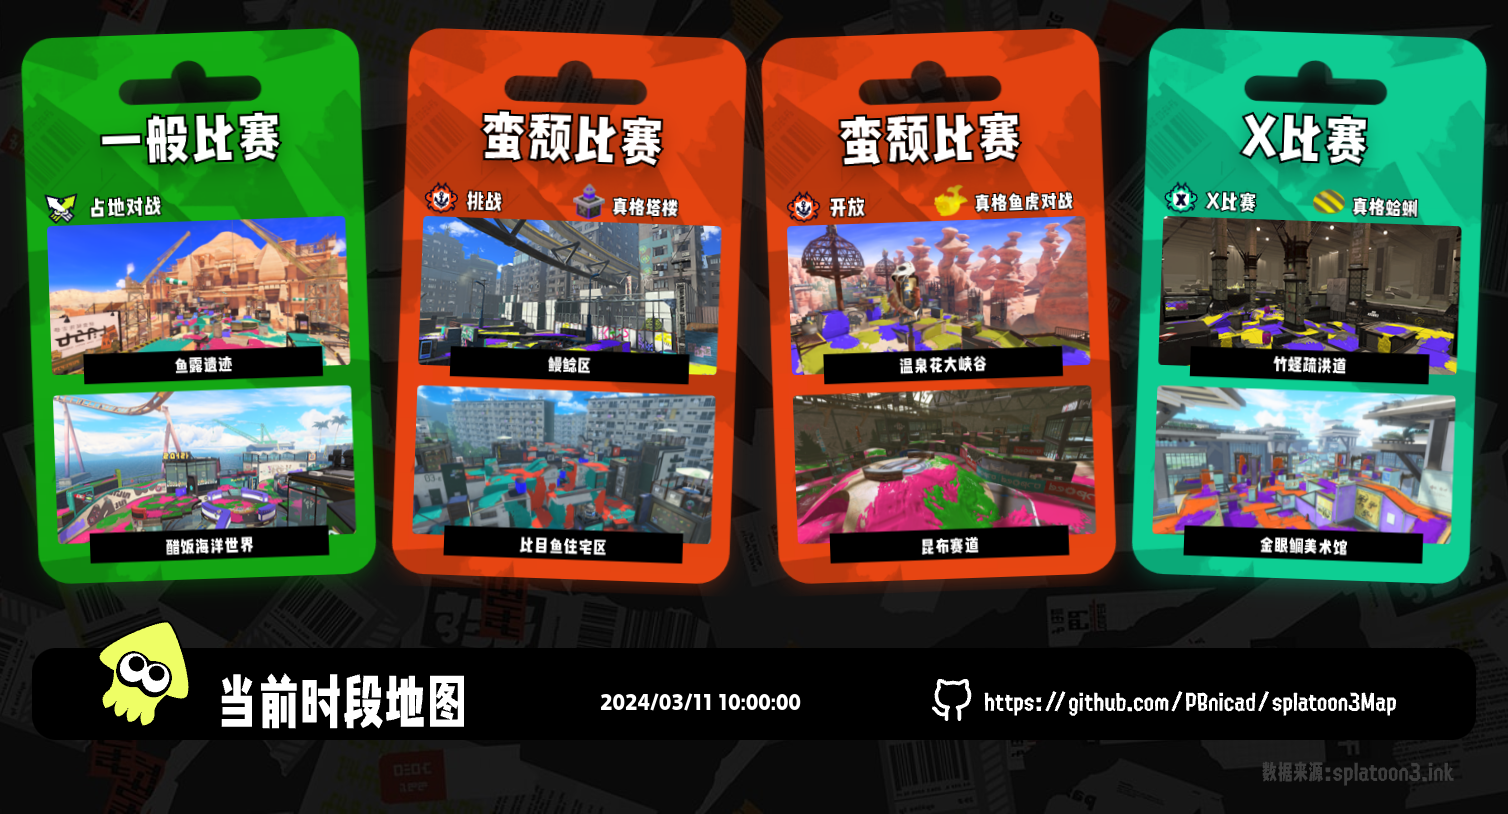 一般比赛
占地对战
鱼露遗迹
醋饭海洋世界
蛮颓比赛
挑战
真格塔楼
鳗鲶区
比目鱼住宅区
蛮颓比赛
开放
真格鱼虎对战
温泉花大峡谷
昆布赛道
X比赛
X比赛
真格蛤蜊
竹蛏疏洪道
金眼鲷美术馆
当前时段地图
2024/03/11 10:00:00
https://github.com/PBnicad/splatoon3Map
数据来源:splatoon3.ink